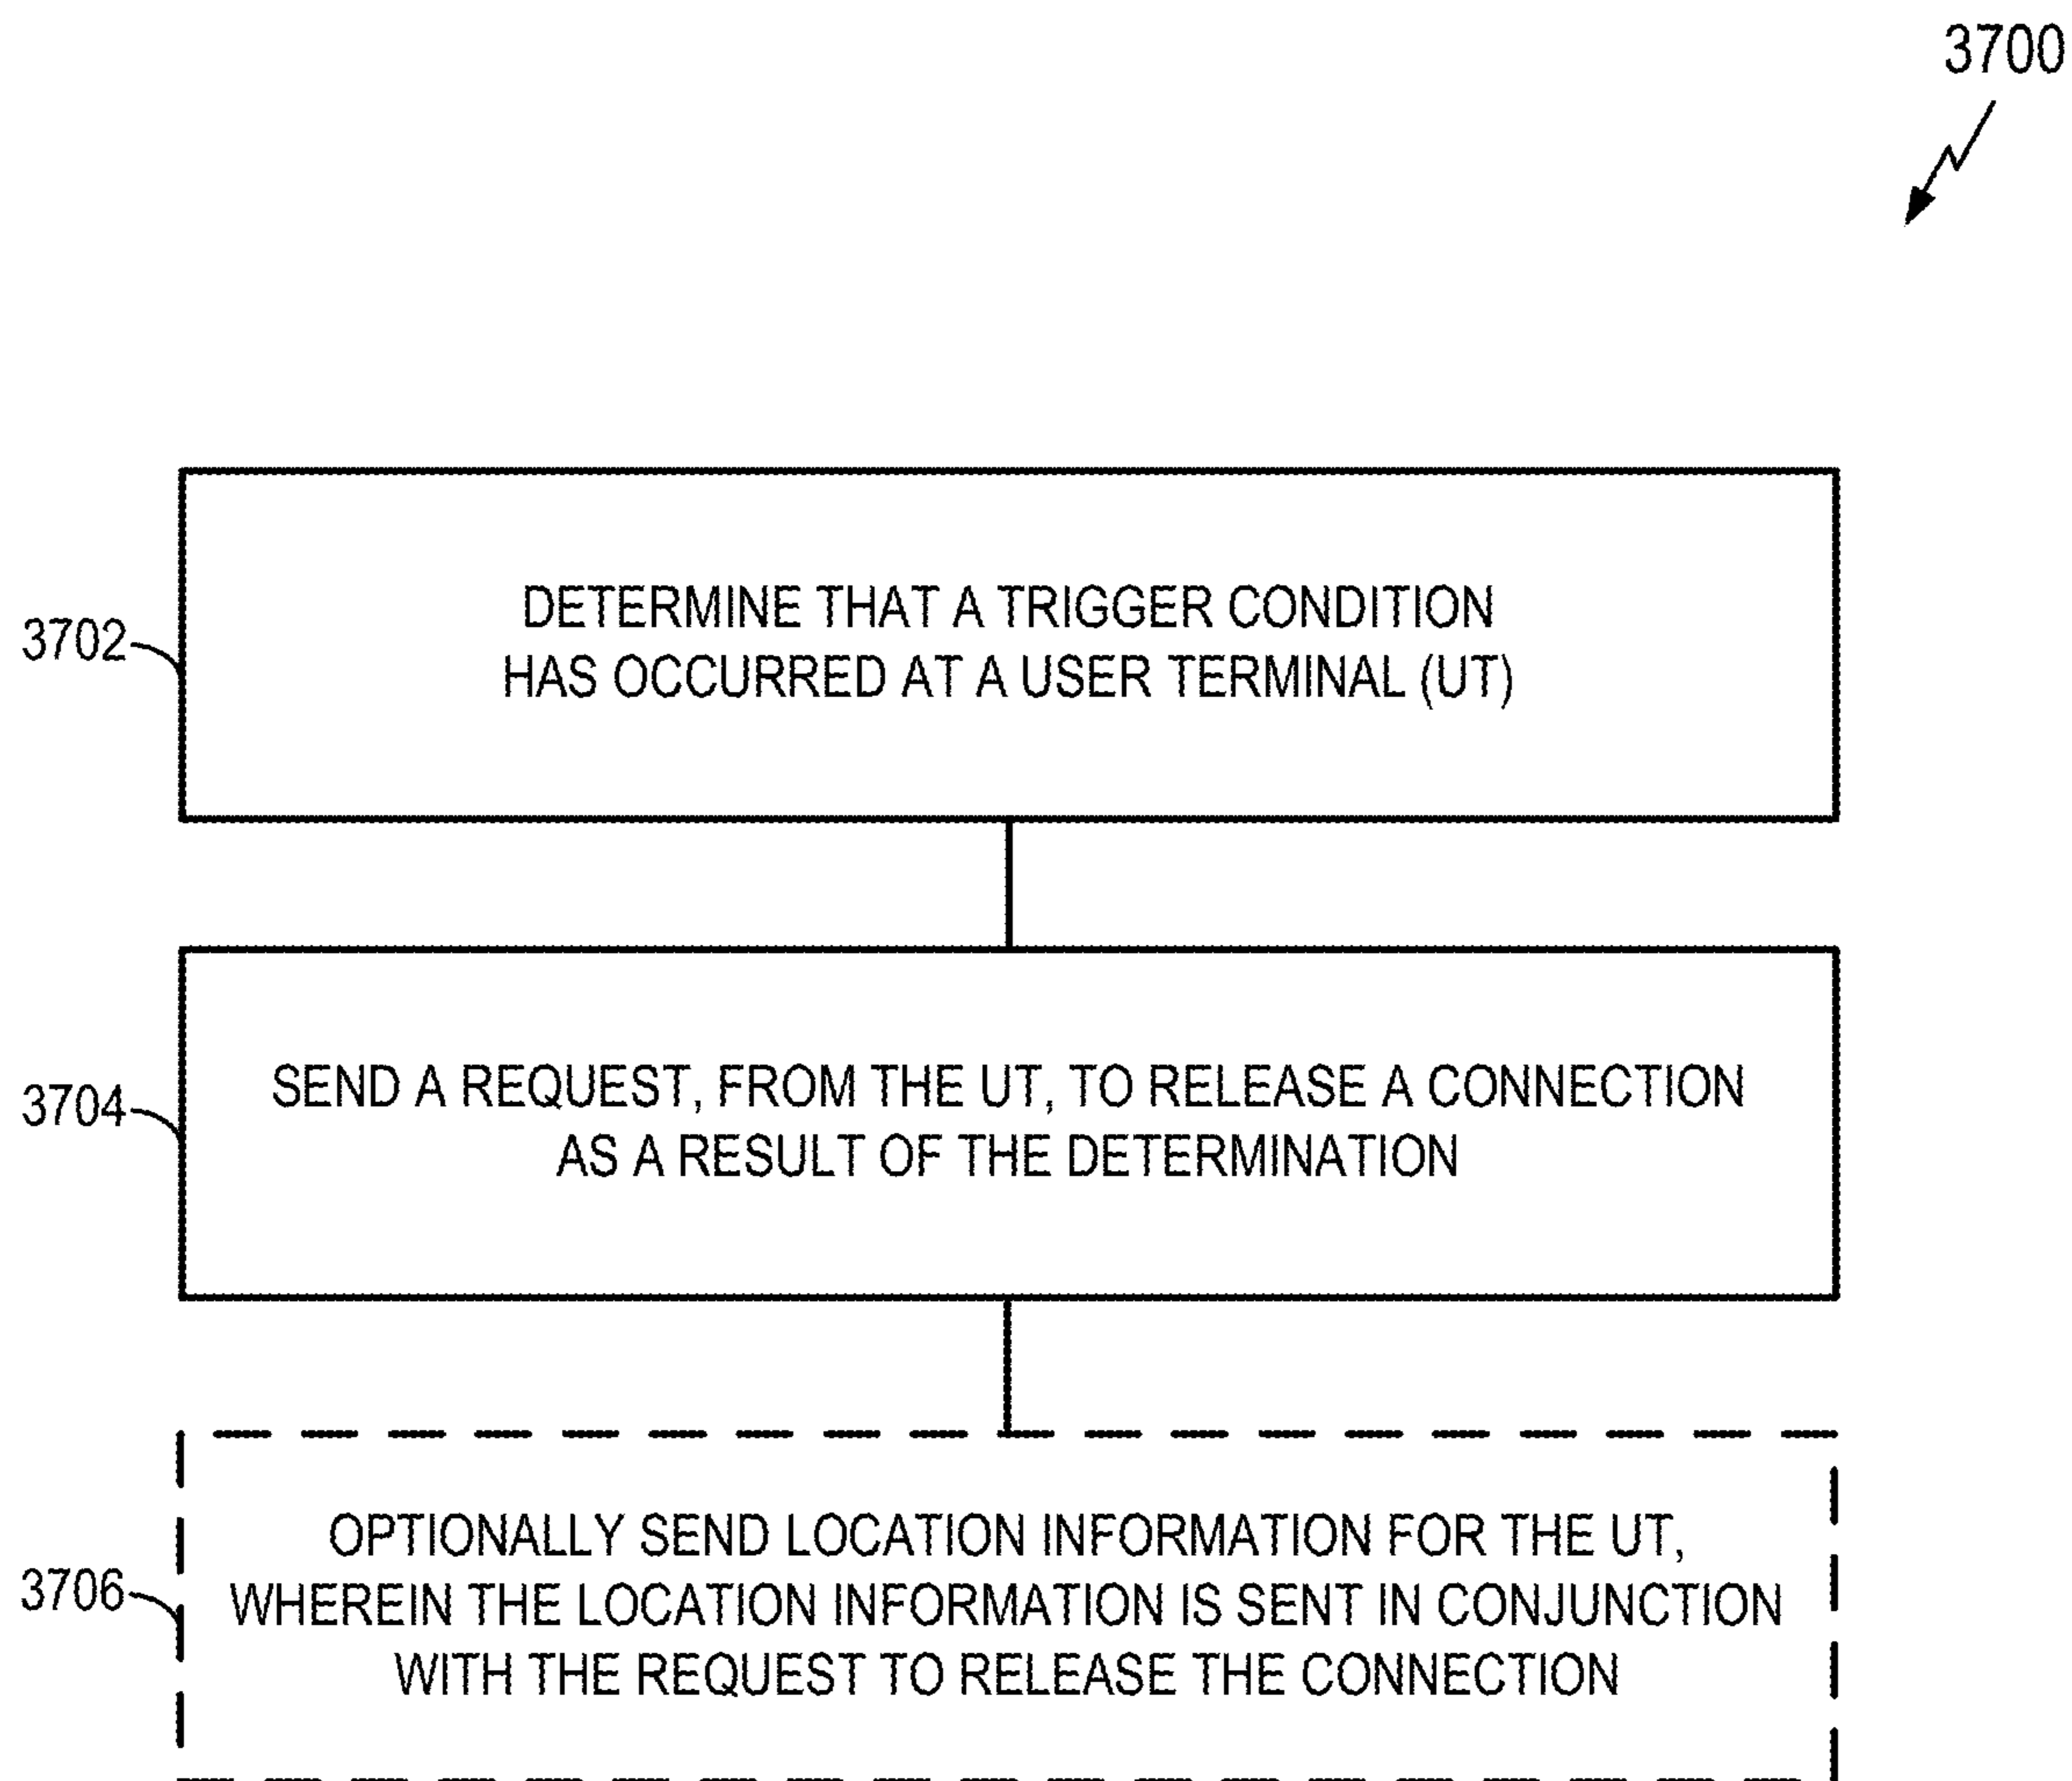 3700
3702
DETERMINE THAT A TRIGGER CONDITION
HAS OCCURRED AT A USER TERMINAL (UT)
3704
SEND A REQUEST, FROM THE UT, TO RELEASE A CONNECTION
AS A RESULT OF THE DETERMINATION
3706
OPTIONALLY SEND LOCATION INFORMATION FOR THE UT,
WHEREIN THE LOCATION INFORMATION IS SENT IN CONJUNCTION
WITH THE REQUEST TO RELEASE THE CONNECTION